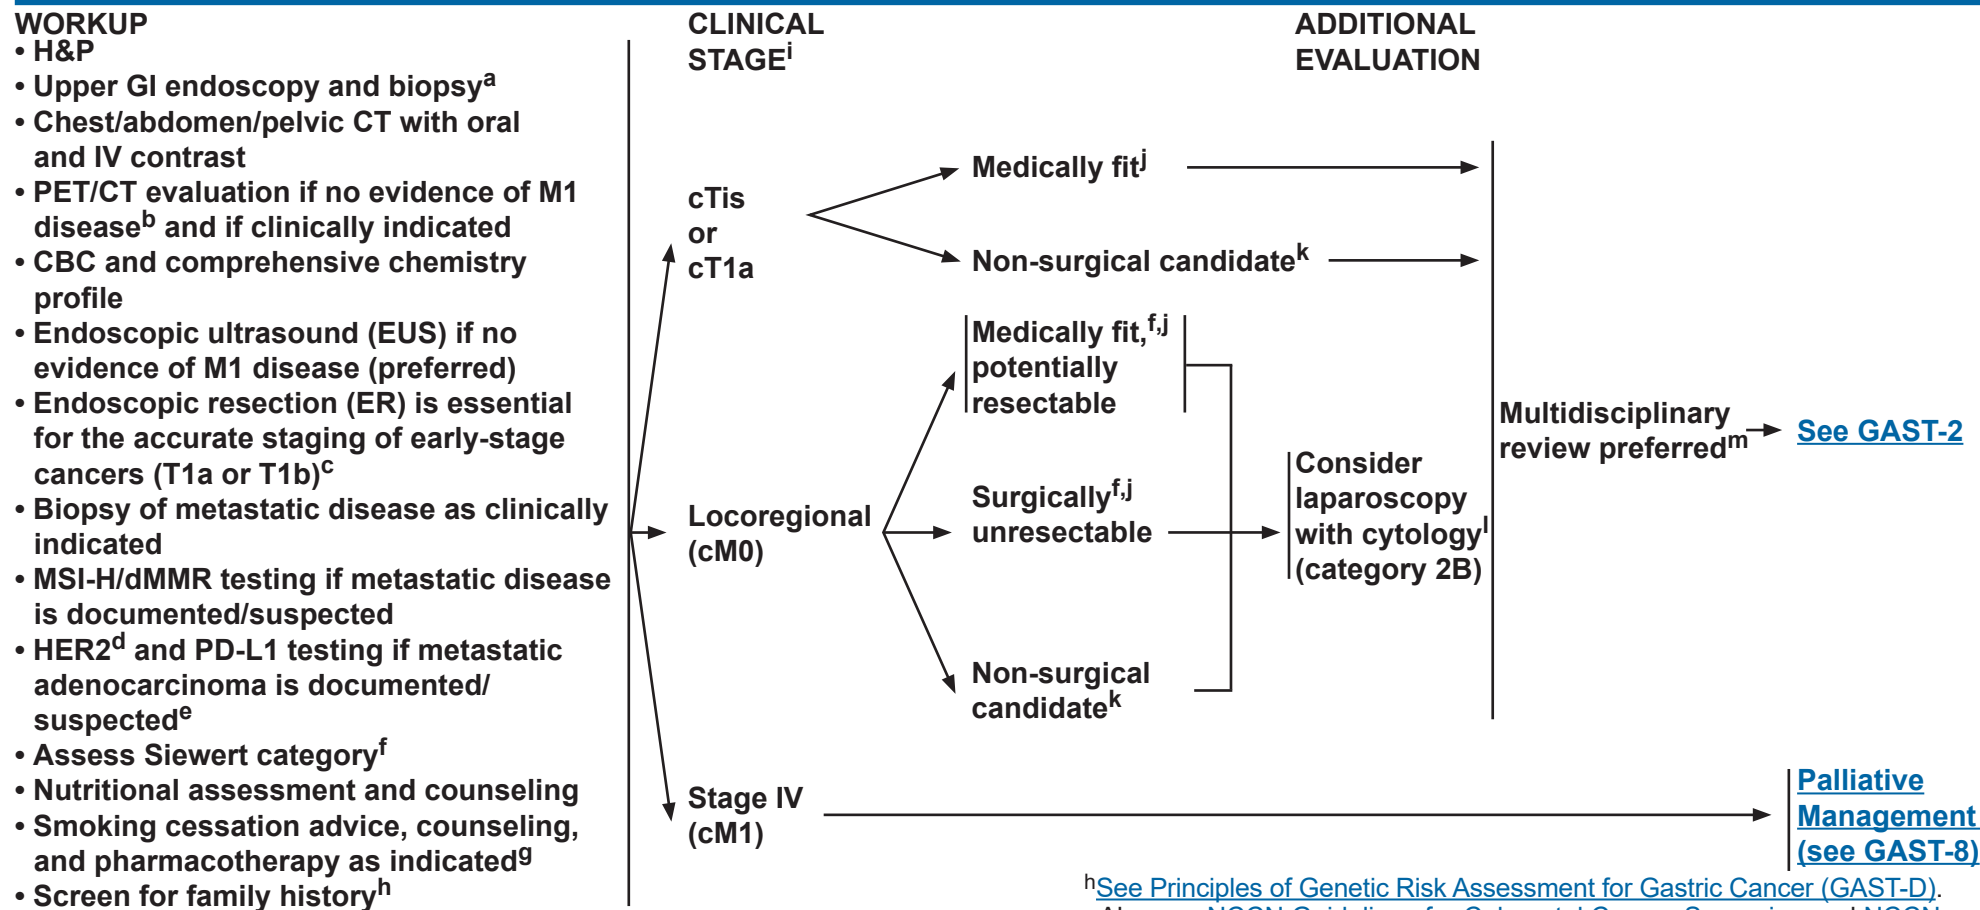 WORKUP
• H&P
• Upper GI endoscopy and biopsyᵃ
• Chest/abdomen/pelvic CT with oral
and IV contrast
• PET/CT evaluation if no evidence of M1
diseaseᵇ and if clinically indicated
• CBC and comprehensive chemistry
profile
• Endoscopic ultrasound (EUS) if no
evidence of M1 disease (preferred)
• Endoscopic resection (ER) is essential
for the accurate staging of early-stage
cancers (T1a or T1b)ᶜ
• Biopsy of metastatic disease as clinically
indicated
• MSI-H/dMMR testing if metastatic disease
is documented/suspected
• HER2ᵈ and PD-L1 testing if metastatic
adenocarcinoma is documented/
suspectedᵉ
• Assess Siewert categoryᶠ
• Nutritional assessment and counseling
• Smoking cessation advice, counseling,
and pharmacotherapy as indicatedᵍ
• Screen for family historyʰ
CLINICAL
STAGEⁱ
cTis
or
cT1a
Locoregional
(cM0)
Stage IV
(cM1)
Medically fitʲ
Non-surgical candidateᵏ
Medically fit,ᶠ,ʲ
potentially
resectable
Surgicallyᶠ,ʲ
unresectable
Non-surgical
candidateᵏ
ADDITIONAL
EVALUATION
Consider
laparoscopy
with cytologyˡ
(category 2B)
Multidisciplinary
review preferredᵐ
See GAST-2
Palliative
Management
(see GAST-8)
ʰSee Principles of Genetic Risk Assessment for Gastric Cancer (GAST-D).